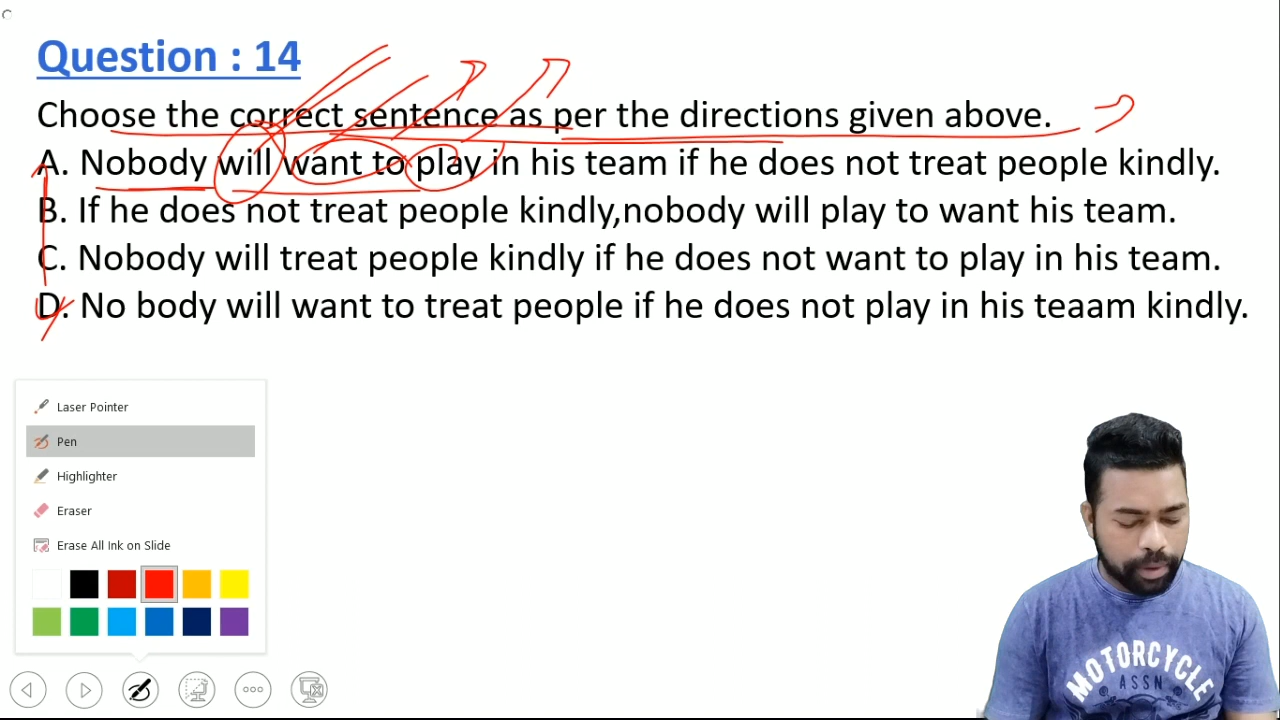 Question : 14
Choose the correct sentence as per the directions given above.
A. Nobody will want to play in his team if he does not treat people kindly.
B. If he does not treat people kindly,nobody will play to want his team.
C. Nobody will treat people kindly if he does not want to play in his team.
D. No body will want to treat people if he does not play in his teaam kindly.
Laser Pointer
Pen
Highlighter
Eraser
Erase All Ink on Slide
MOTORCYCLE
ASSN